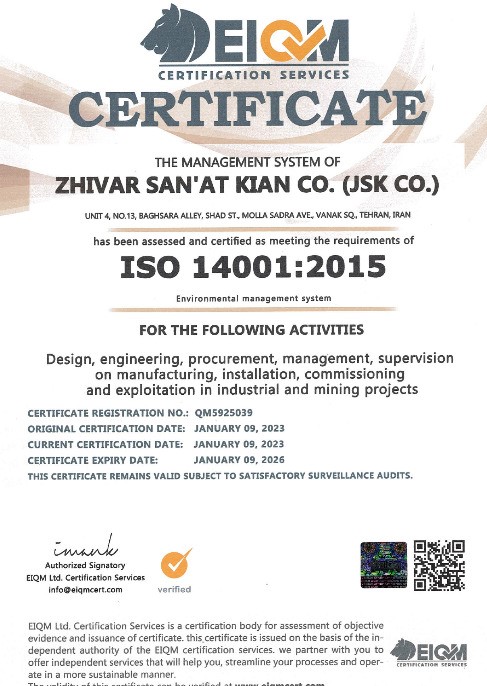 EIQM
CERTIFICATION SERVICES
CERTIFICATE
THE MANAGEMENT SYSTEM OF
ZHIVAR SAN'AT KIAN CO. (JSK CO.)
UNIT 4, NO.13, BAGHSARA ALLEY, SHAD ST., MOLLA SADRA AVE., VANAK SQ., TEHRAN, IRAN
has been assessed and certified as meeting the requirements of
ISO 14001:2015
Environmental management system
FOR THE FOLLOWING ACTIVITIES
Design, engineering, procurement, management, supervision
on manufacturing, installation, commissioning
and exploitation in industrial and mining projects
CERTIFICATE REGISTRATION NO.: QM5925039
ORIGINAL CERTIFICATION DATE: JANUARY 09, 2023
CURRENT CERTIFICATION DATE: JANUARY 09, 2023
CERTIFICATE EXPIRY DATE: JANUARY 09, 2026
THIS CERTIFICATE REMAINS VALID SUBJECT TO SATISFACTORY SURVEILLANCE AUDITS.
Authorized Signatory
EIQM Ltd. Certification Services
info@eiqmcert.com
verified
EIQM Ltd. Certification Services is a certification body for assessment of objective
evidence and issuance of certificate. this certificate is issued on the basis of the in-
dependent authority of the EIQM certification services. we partner with you to
offer independent services that will help you, streamline your processes and oper-
ate in a more sustainable manner.
The validity of this certificate can be verified at www.eiqmcert.com
EIQM
CERTIFICATION SERVICES